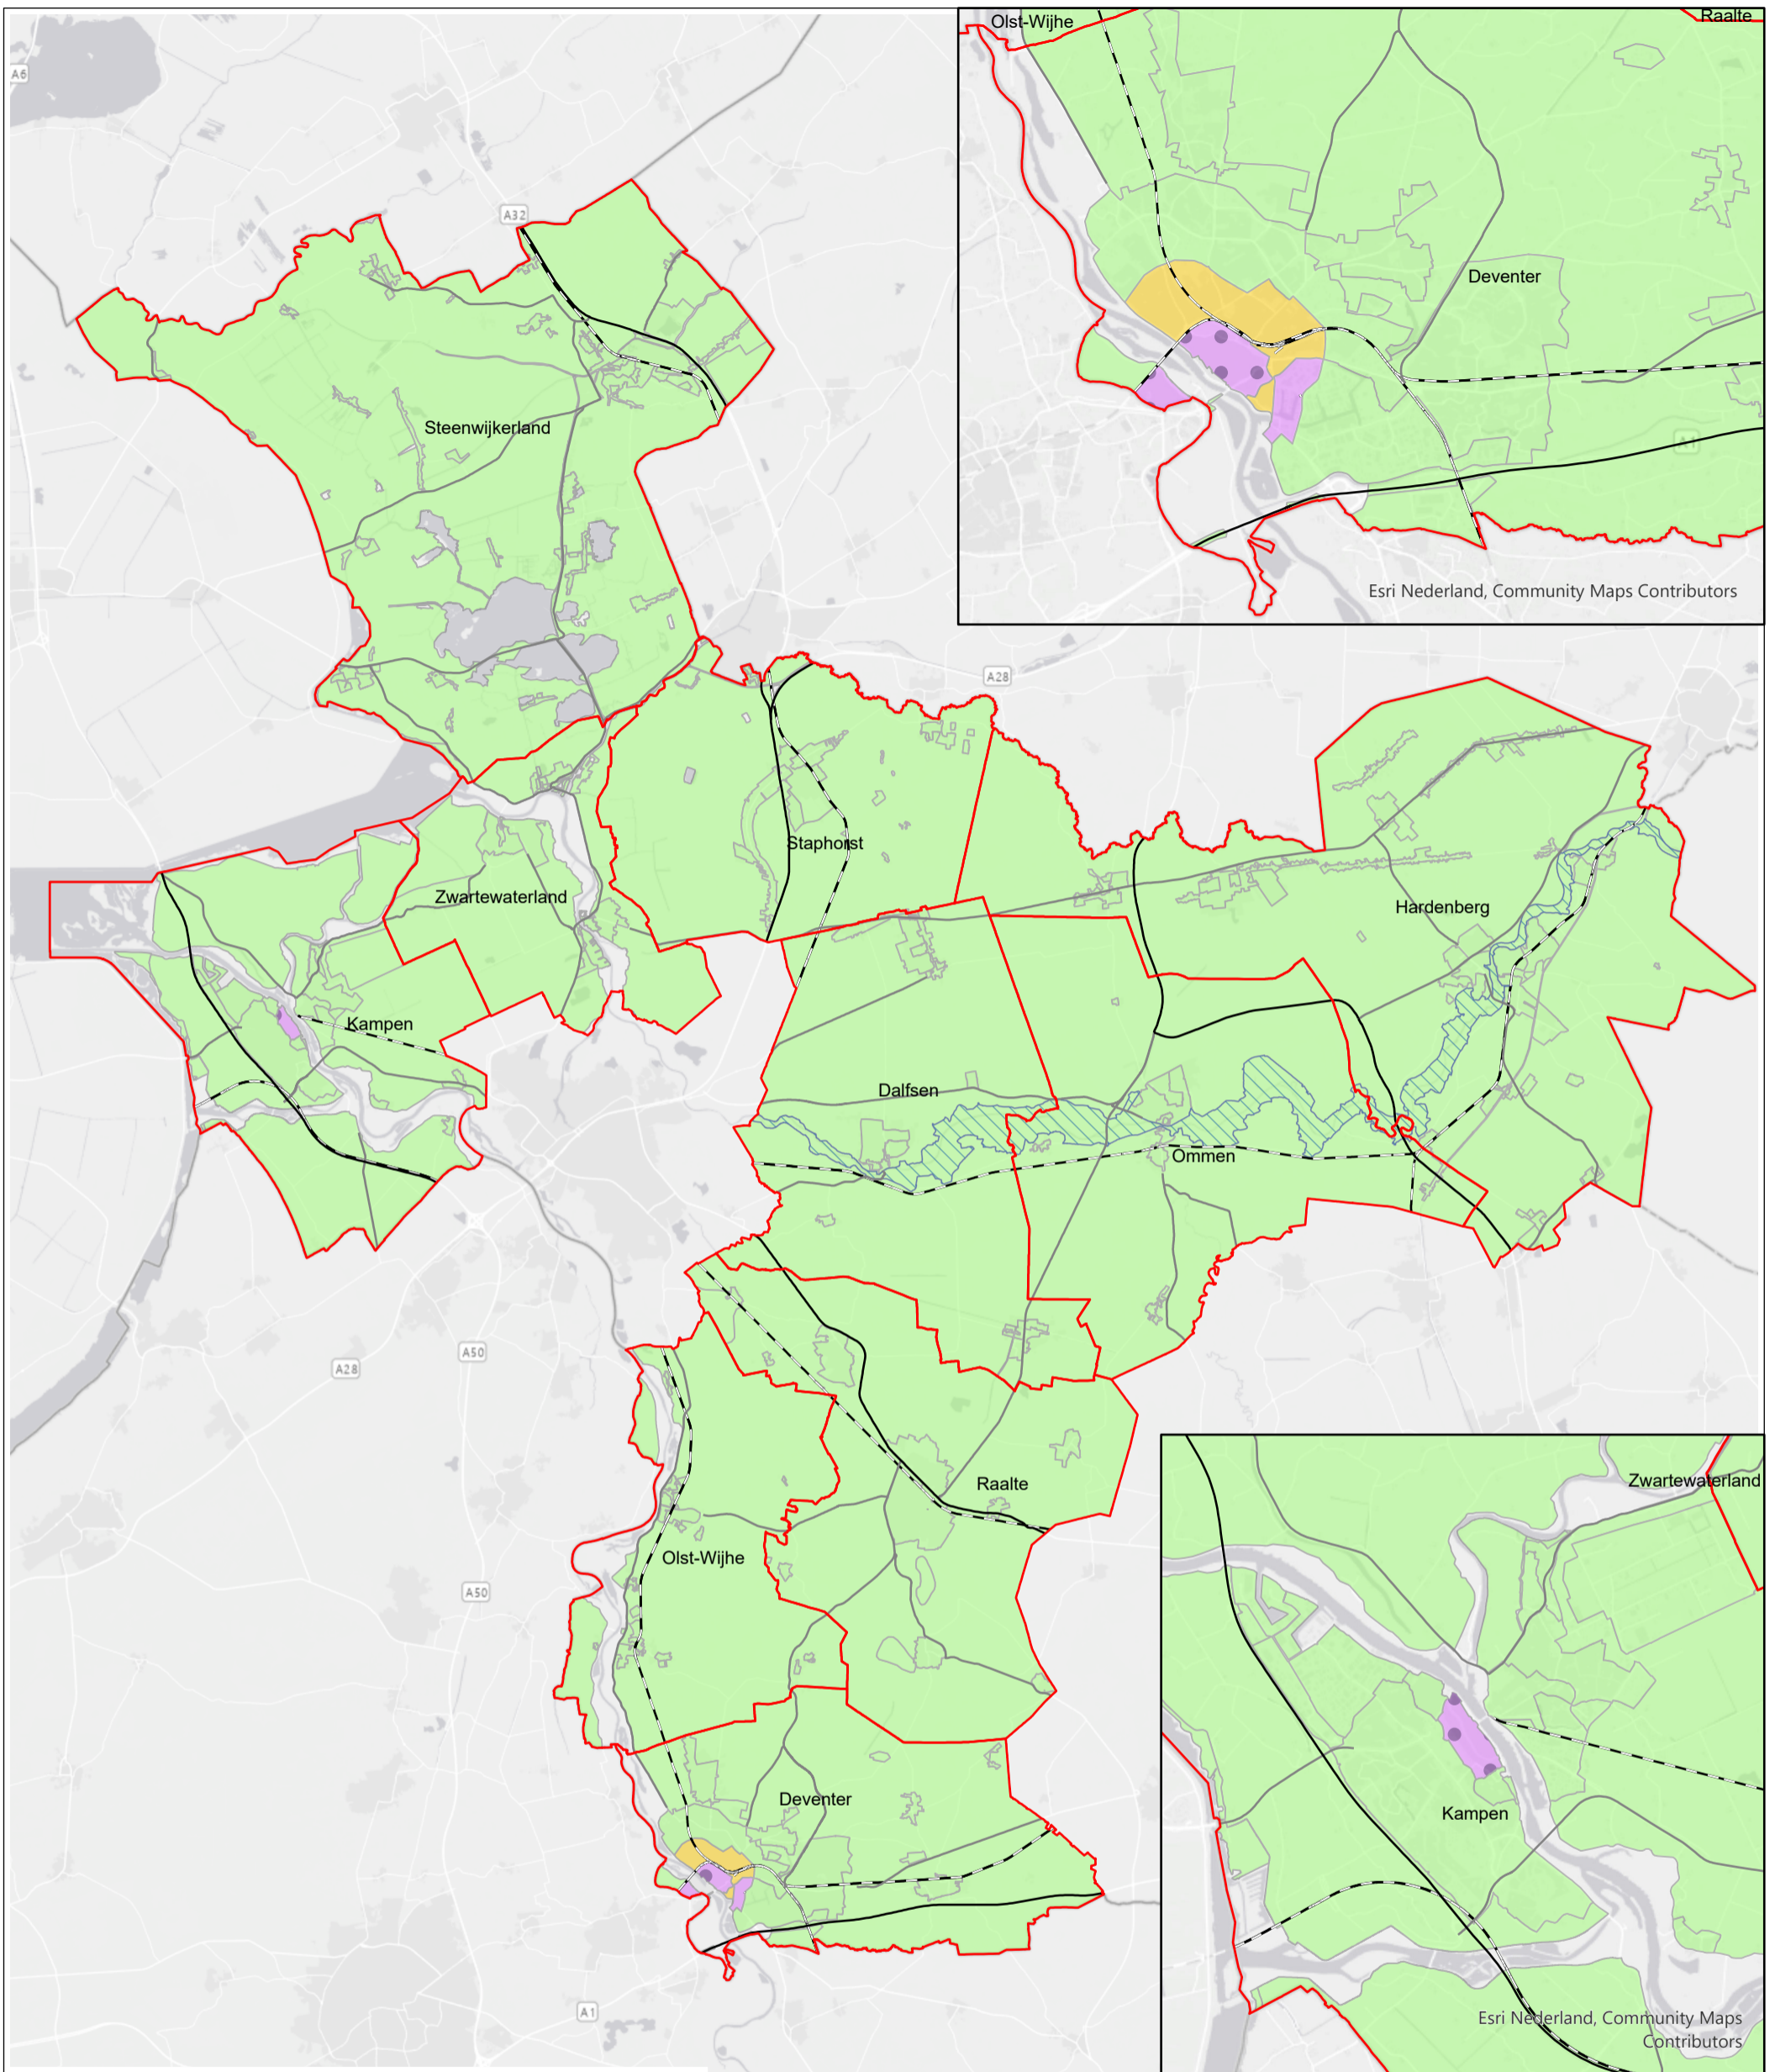 Olst-Wijhe
Raalte
A6
A32
Deventer
A1
Steenwijkerland
Esri Nederland, Community Maps Contributors
A28
Staphorst
Zwartewaterland
Hardenberg
Kampen
Dalfsen
Ommen
A50
A28
Raalte
Zwartewaterland
Olst-Wijhe
A50
Deventer
Kampen
A1
Esri Nederland, Community Maps
Contributors